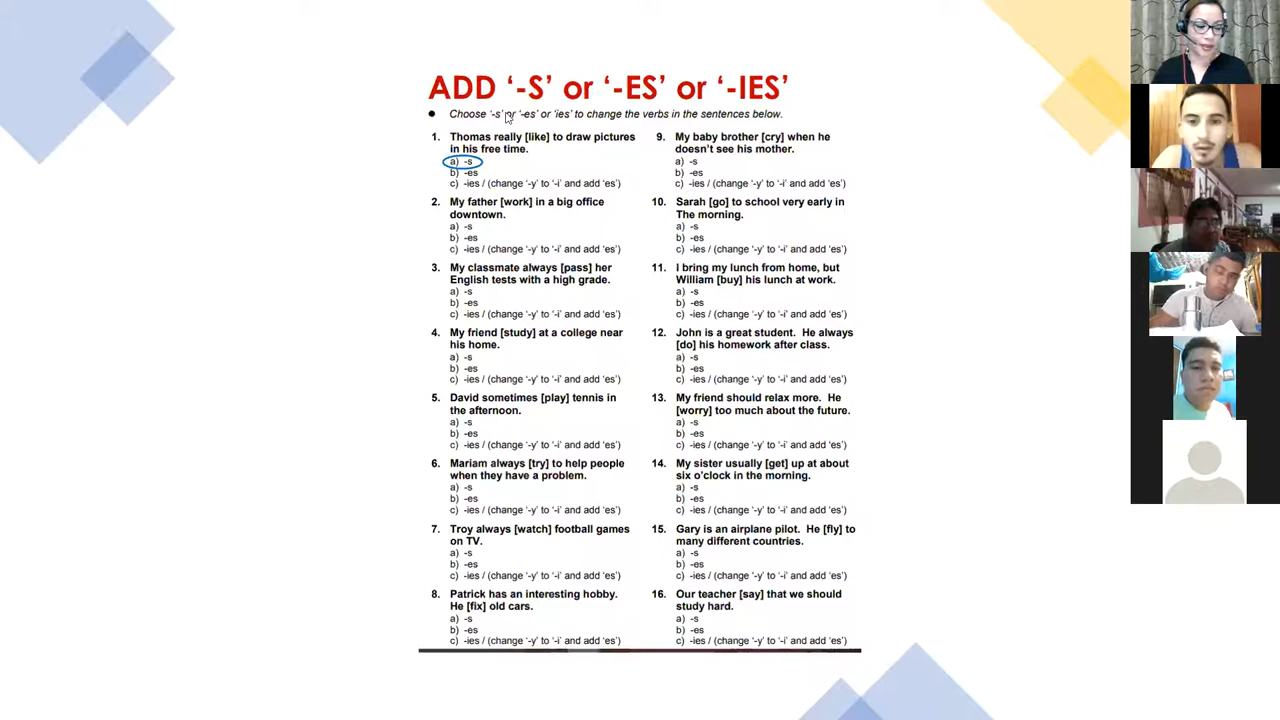 ADD ‘-S’ or ‘-ES’ or ‘-IES’
● Choose ‘-s’ or ‘-es’ or ‘ies’ to change the verbs in the sentences below.
1. Thomas really [like] to draw pictures
in his free time.
a) -s
b) -es
c) -ies / (change ‘-y’ to ‘-i’ and add ‘es’)
2. My father [work] in a big office
downtown.
a) -s
b) -es
c) -ies / (change ‘-y’ to ‘-i’ and add ‘es’)
3. My classmate always [pass] her
English tests with a high grade.
a) -s
b) -es
c) -ies / (change ‘-y’ to ‘-i’ and add ‘es’)
4. My friend [study] at a college near
his home.
a) -s
b) -es
c) -ies / (change ‘-y’ to ‘-i’ and add ‘es’)
5. David sometimes [play] tennis in
the afternoon.
a) -s
b) -es
c) -ies / (change ‘-y’ to ‘-i’ and add ‘es’)
6. Mariam always [try] to help people
when they have a problem.
a) -s
b) -es
c) -ies / (change ‘-y’ to ‘-i’ and add ‘es’)
7. Troy always [watch] football games
on TV.
a) -s
b) -es
c) -ies / (change ‘-y’ to ‘-i’ and add ‘es’)
8. Patrick has an interesting hobby.
He [fix] old cars.
a) -s
b) -es
c) -ies / (change ‘-y’ to ‘-i’ and add ‘es’)
9. My baby brother [cry] when he
doesn’t see his mother.
a) -s
b) -es
c) -ies / (change ‘-y’ to ‘-i’ and add ‘es’)
10. Sarah [go] to school very early in
The morning.
a) -s
b) -es
c) -ies / (change ‘-y’ to ‘-i’ and add ‘es’)
11. I bring my lunch from home, but
William [buy] his lunch at work.
a) -s
b) -es
c) -ies / (change ‘-y’ to ‘-i’ and add ‘es’)
12. John is a great student. He always
[do] his homework after class.
a) -s
b) -es
c) -ies / (change ‘-y’ to ‘-i’ and add ‘es’)
13. My friend should relax more. He
[worry] too much about the future.
a) -s
b) -es
c) -ies / (change ‘-y’ to ‘-i’ and add ‘es’)
14. My sister usually [get] up at about
six o’clock in the morning.
a) -s
b) -es
c) -ies / (change ‘-y’ to ‘-i’ and add ‘es’)
15. Gary is an airplane pilot. He [fly] to
many different countries.
a) -s
b) -es
c) -ies / (change ‘-y’ to ‘-i’ and add ‘es’)
16. Our teacher [say] that we should
study hard.
a) -s
b) -es
c) -ies / (change ‘-y’ to ‘-i’ and add ‘es’)